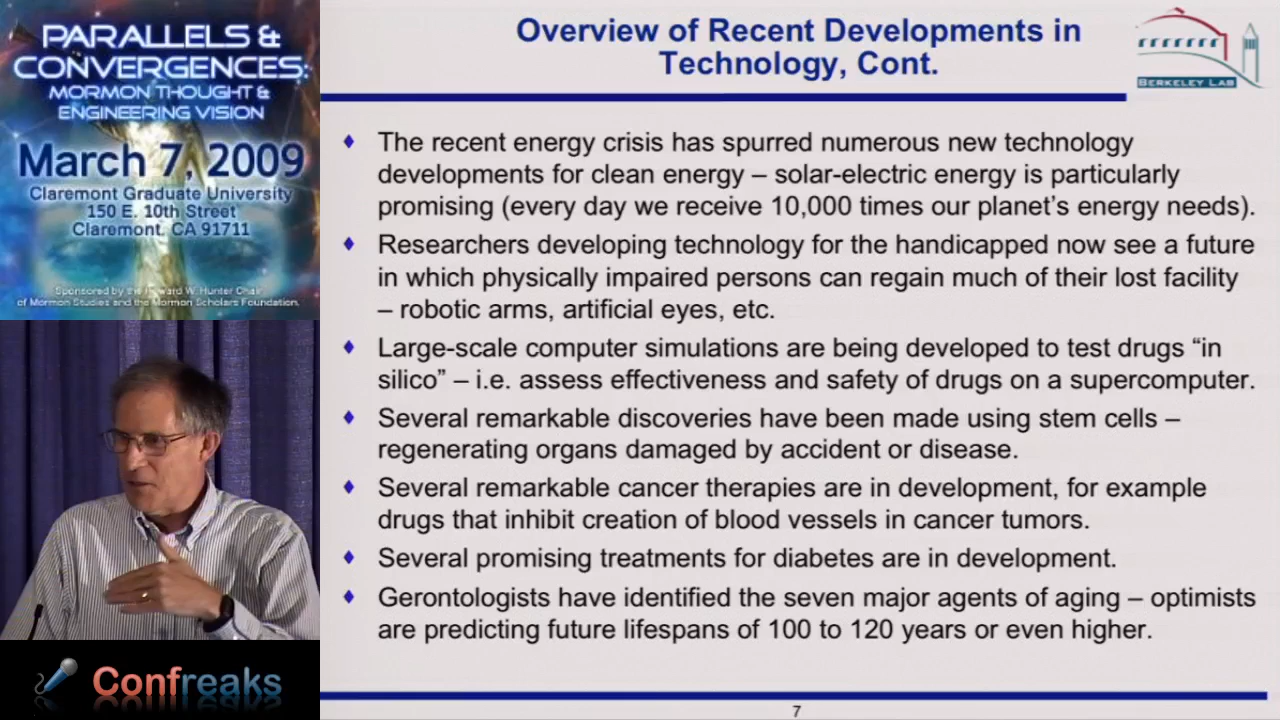 PARALLELS &
CONVERGENCES:
MORMON THOUGHT &
ENGINEERING VISION
March 7, 2009
Claremont Graduate University
150 E. 10th Street
Claremont, CA 91711
Sponsored by the Howard W. Hunter Chair
of Mormon Studies and the Mormon Scholars Foundation.
Confreaks
Overview of Recent Developments in
Technology, Cont.
BERKELEY LAB
♦ The recent energy crisis has spurred numerous new technology
developments for clean energy – solar-electric energy is particularly
promising (every day we receive 10,000 times our planet’s energy needs).
♦ Researchers developing technology for the handicapped now see a future
in which physically impaired persons can regain much of their lost facility
– robotic arms, artificial eyes, etc.
♦ Large-scale computer simulations are being developed to test drugs “in
silico” – i.e. assess effectiveness and safety of drugs on a supercomputer.
♦ Several remarkable discoveries have been made using stem cells –
regenerating organs damaged by accident or disease.
♦ Several remarkable cancer therapies are in development, for example
drugs that inhibit creation of blood vessels in cancer tumors.
♦ Several promising treatments for diabetes are in development.
♦ Gerontologists have identified the seven major agents of aging – optimists
are predicting future lifespans of 100 to 120 years or even higher.
7